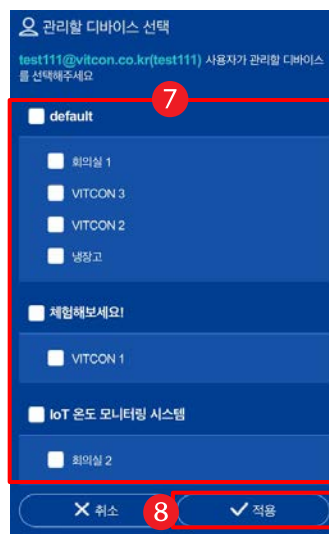 관리할 디바이스 선택
test111@vitcon.co.kr(test111) 사용자가 관리할 디바이스
를 선택해주세요
7
default
회의실 1
VITCON 3
VITCON 2
냉장고
체험해보세요!
VITCON 1
IoT 온도 모니터링 시스템
회의실 2
취소
8
적용